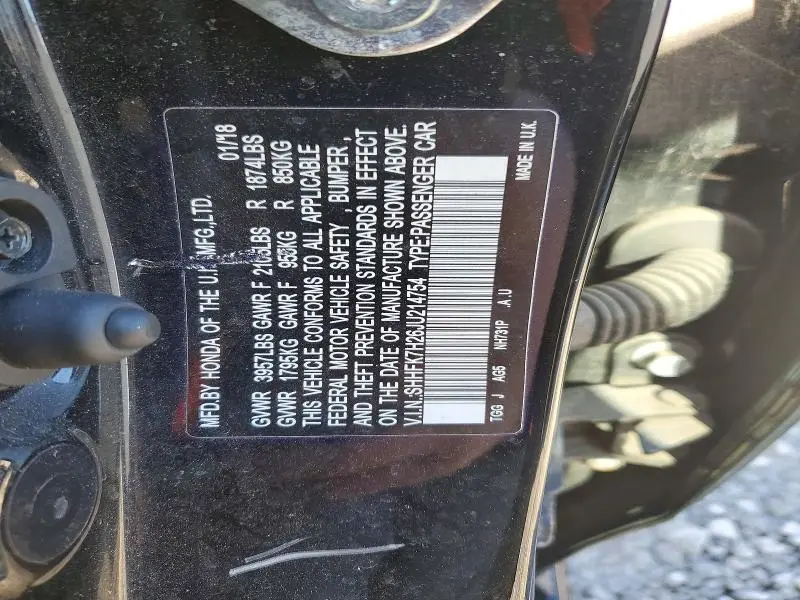 MFD.BY HONDA OF THE U.K. MFG.,LTD. 01/18
GVWR 3957LBS GAWR F 2105LBS R 1874LBS
GVWR 1795KG GAWR F 953KG R 850KG
THIS VEHICLE CONFORMS TO ALL APPLICABLE
FEDERAL MOTOR VEHICLE SAFETY , BUMPER ,
AND THEFT PREVENTION STANDARDS IN EFFECT
ON THE DATE OF MANUFACTURE SHOWN ABOVE.
V.I.N.:SHHFK7H26JU214754 TYPE:PASSENGER CAR
TGG J AG5 NH731P .A.U MADE IN U.K.